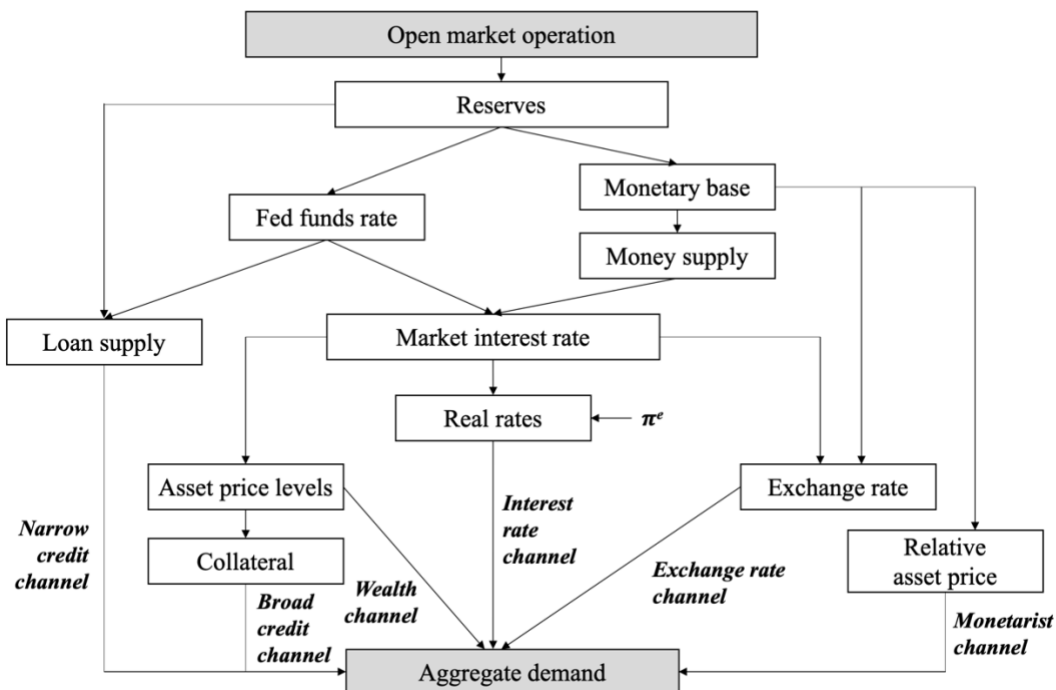 Open market operation
Reserves
Monetary base
Fed funds rate
Money supply
Loan supply
Market interest rate
Real rates
πᵉ
Asset price levels
Exchange rate
Narrow
credit
channel
Collateral
Interest
rate
channel
Relative
asset price
Wealth
channel
Exchange rate
channel
Broad
credit
channel
Monetarist
channel
Aggregate demand